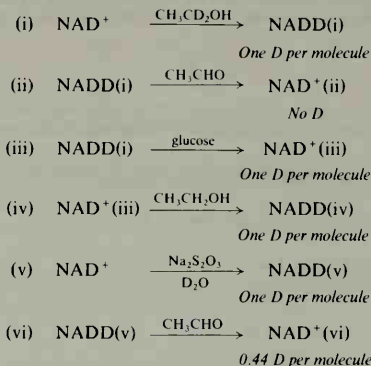 (i) NAD⁺ CH₃CD₂OH → NADD(i)
One D per molecule
(ii) NADD(i) CH₃CHO → NAD⁺(ii)
No D
(iii) NADD(i) glucose → NAD⁺(iii)
One D per molecule
(iv) NAD⁺(iii) CH₃CH₂OH → NADD(iv)
One D per molecule
(v) NAD⁺ Na₂S₂O₃ → NADD(v)
D₂O
One D per molecule
(vi) NADD(v) CH₃CHO → NAD⁺(vi)
0.44 D per molecule